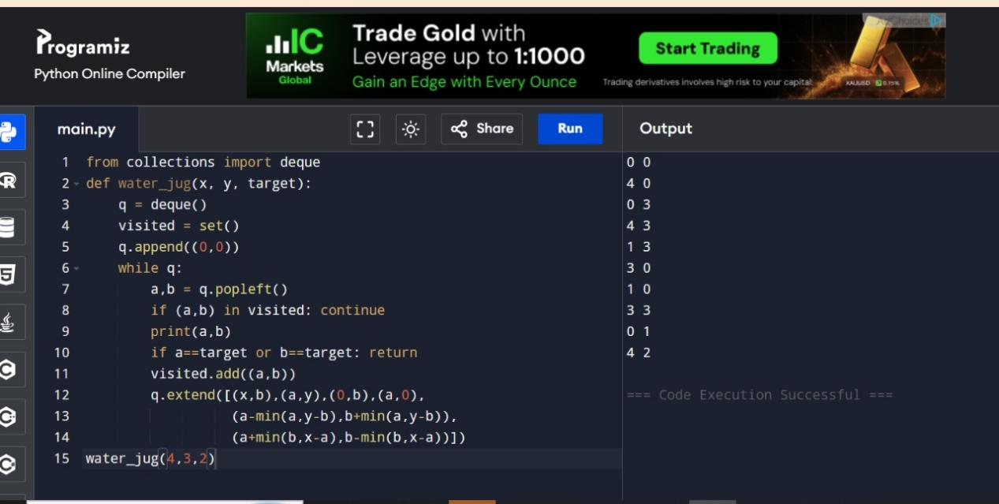 Programiz
Python Online Compiler
IC
Markets
Global
Trade Gold with
Leverage up to 1:1000
Gain an Edge with Every Ounce
Start Trading
Trading derivatives involves high risk to your capital
XAUUSD 0.15%
AdChoices
main.py
Share
Run
Output
1 from collections import deque
2 def water_jug(x, y, target):
3     q = deque()
4     visited = set()
5     q.append((0,0))
6     while q:
7         a,b = q.popleft()
8         if (a,b) in visited: continue
9         print(a,b)
10         if a==target or b==target: return
11         visited.add((a,b))
12         q.extend([(x,b),(a,y),(0,b),(a,0),
13                   (a-min(a,y-b),b+min(a,y-b)),
14                   (a+min(b,x-a),b-min(b,x-a))])
15 water_jug(4,3,2)
0 0
4 0
0 3
4 3
1 3
3 0
1 0
3 3
0 1
4 2
=== Code Execution Successful ===